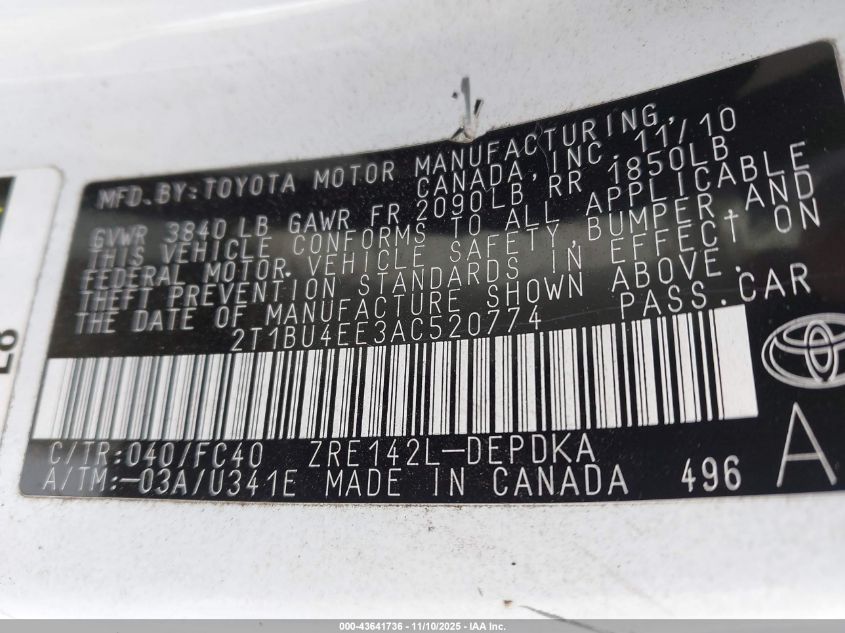 MFD. BY: TOYOTA MOTOR MANUFACTURING,
CANADA, INC. 11/10
GVWR 3840 LB GAWR FR 2090LB RR 1850LB
THIS VEHICLE CONFORMS TO ALL APPLICABLE
FEDERAL MOTOR VEHICLE SAFETY, BUMPER AND
THEFT PREVENTION STANDARDS IN EFFECT ON
THE DATE OF MANUFACTURE SHOWN ABOVE.
2T1BU4EE3AC520774 PASS.CAR
C/TR:040/FC40 ZRE142L-DEPDKA
A/TM:-03A/U341E MADE IN CANADA 496
A
000-43641736 - 11/10/2025 - IAA Inc.